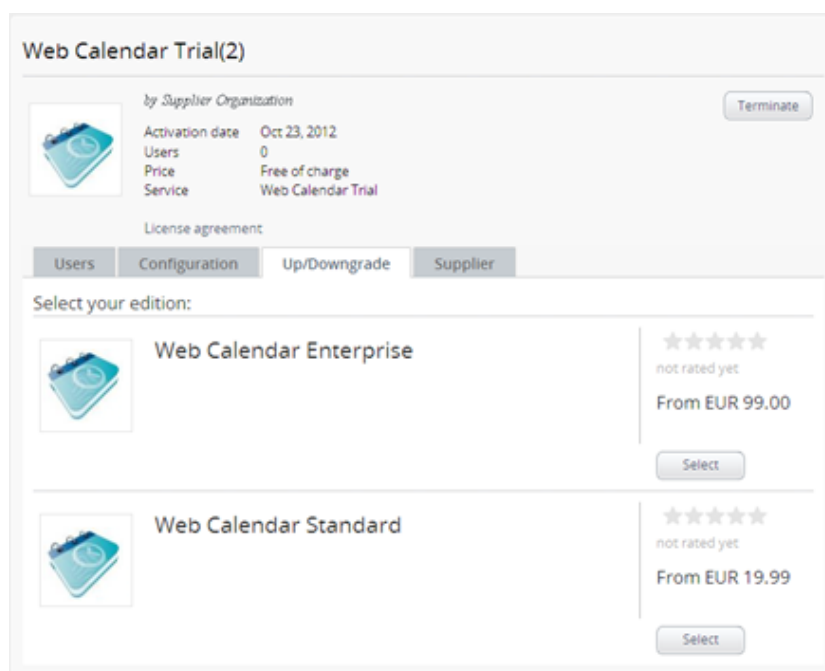 Web Calendar Trial(2)
by Supplier Organization
Terminate
Activation date Oct 23, 2012
Users 0
Price Free of charge
Service Web Calendar Trial
License agreement
Users Configuration Up/Downgrade Supplier
Select your edition:
Web Calendar Enterprise
not rated yet
From EUR 99.00
Select
Web Calendar Standard
not rated yet
From EUR 19.99
Select